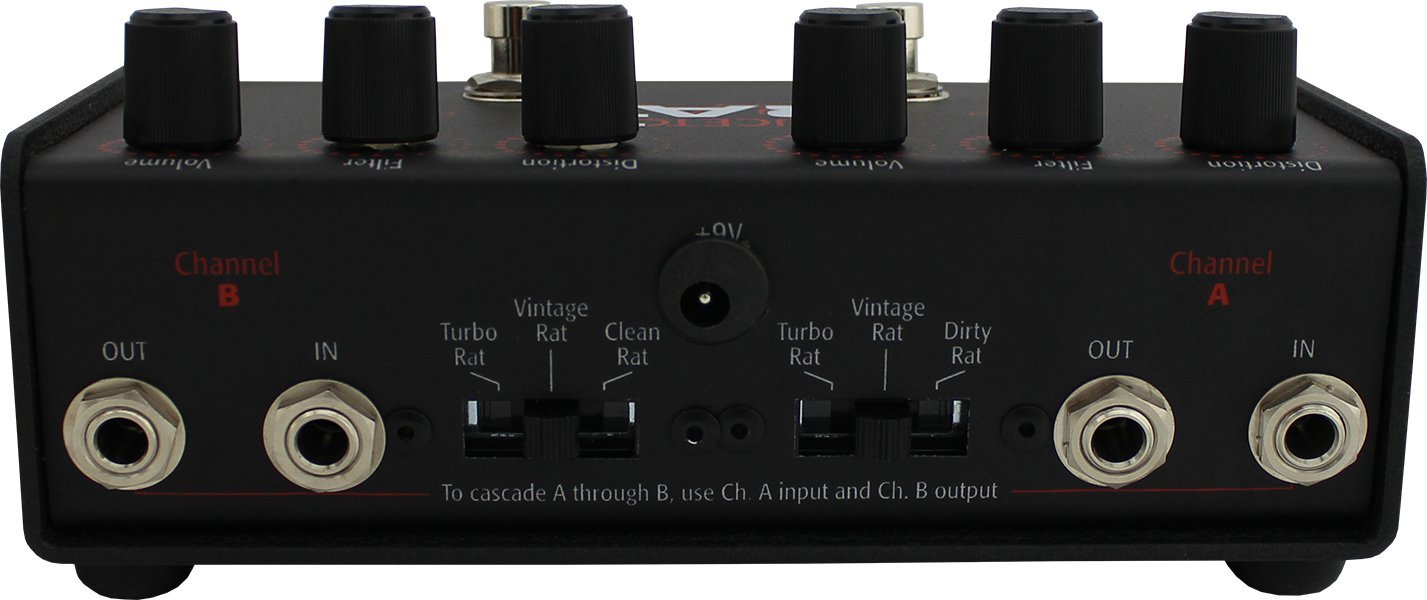 Volume
Filter
Distortion
Volume
Filter
Distortion
+9V
Channel
B
Channel
A
Turbo
Rat
Vintage
Rat
Clean
Rat
Turbo
Rat
Vintage
Rat
Dirty
Rat
OUT
IN
OUT
IN
To cascade A through B, use Ch. A input and Ch. B output